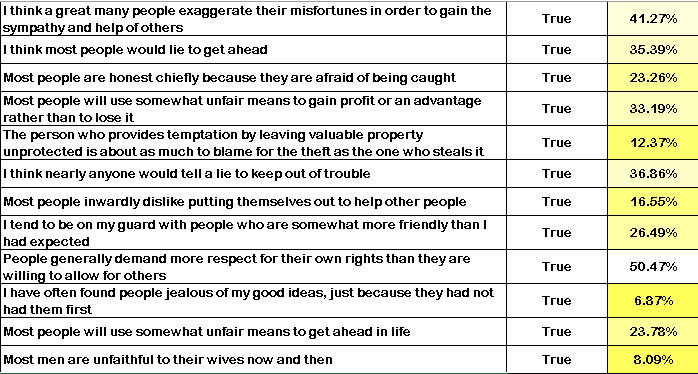 I think a great many people exaggerate their misfortunes in order to gain the
sympathy and help of others
True
41.27%
I think most people would lie to get ahead
True
35.39%
Most people are honest chiefly because they are afraid of being caught
True
23.26%
Most people will use somewhat unfair means to gain profit or an advantage
rather than to lose it
True
33.19%
The person who provides temptation by leaving valuable property
unprotected is about as much to blame for the theft as the one who steals it
True
12.37%
I think nearly anyone would tell a lie to keep out of trouble
True
36.86%
Most people inwardly dislike putting themselves out to help other people
True
16.55%
I tend to be on my guard with people who are somewhat more friendly than I
had expected
True
26.49%
People generally demand more respect for their own rights than they are
willing to allow for others
True
50.47%
I have often found people jealous of my good ideas, just because they had not
had them first
True
6.87%
Most people will use somewhat unfair means to get ahead in life
True
23.78%
Most men are unfaithful to their wives now and then
True
8.09%